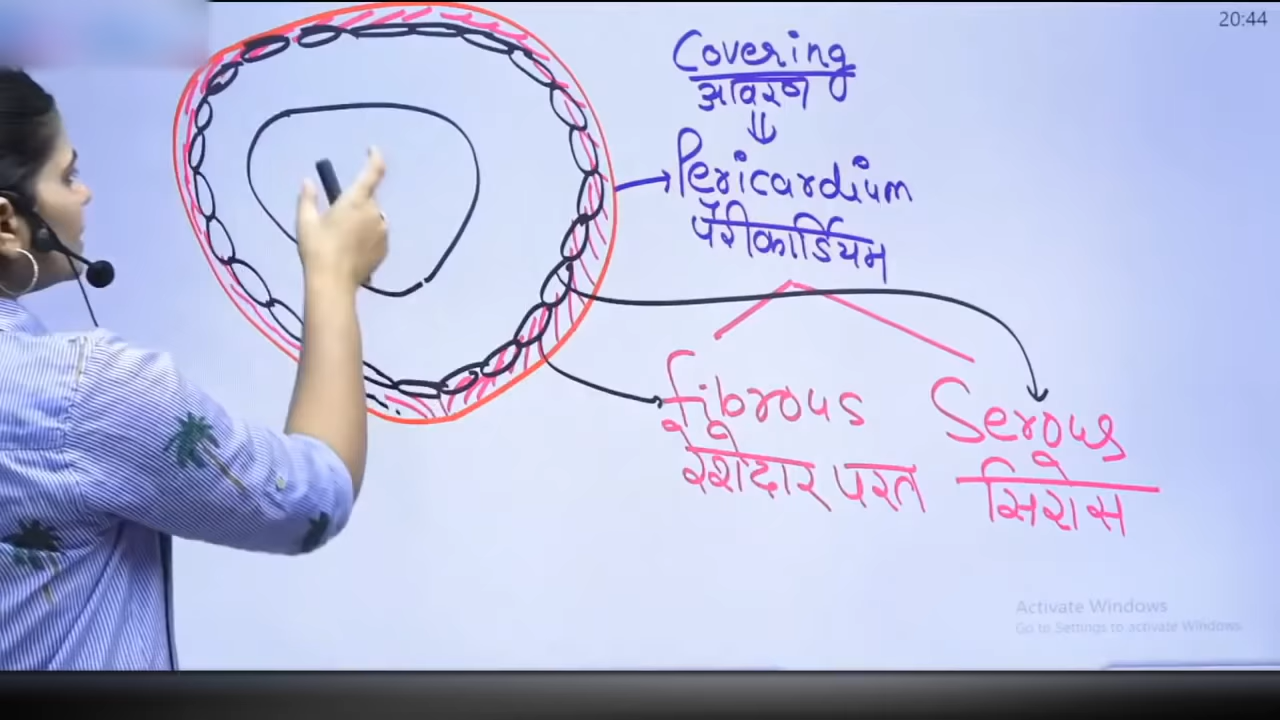 20:44
Covering
आवरण
⇓
Pericardium
पॅरीकार्डियम
fibrous
रेशेदार परत
Serous
सिरोस
Activate Windows
Go to Settings to activate Windows.